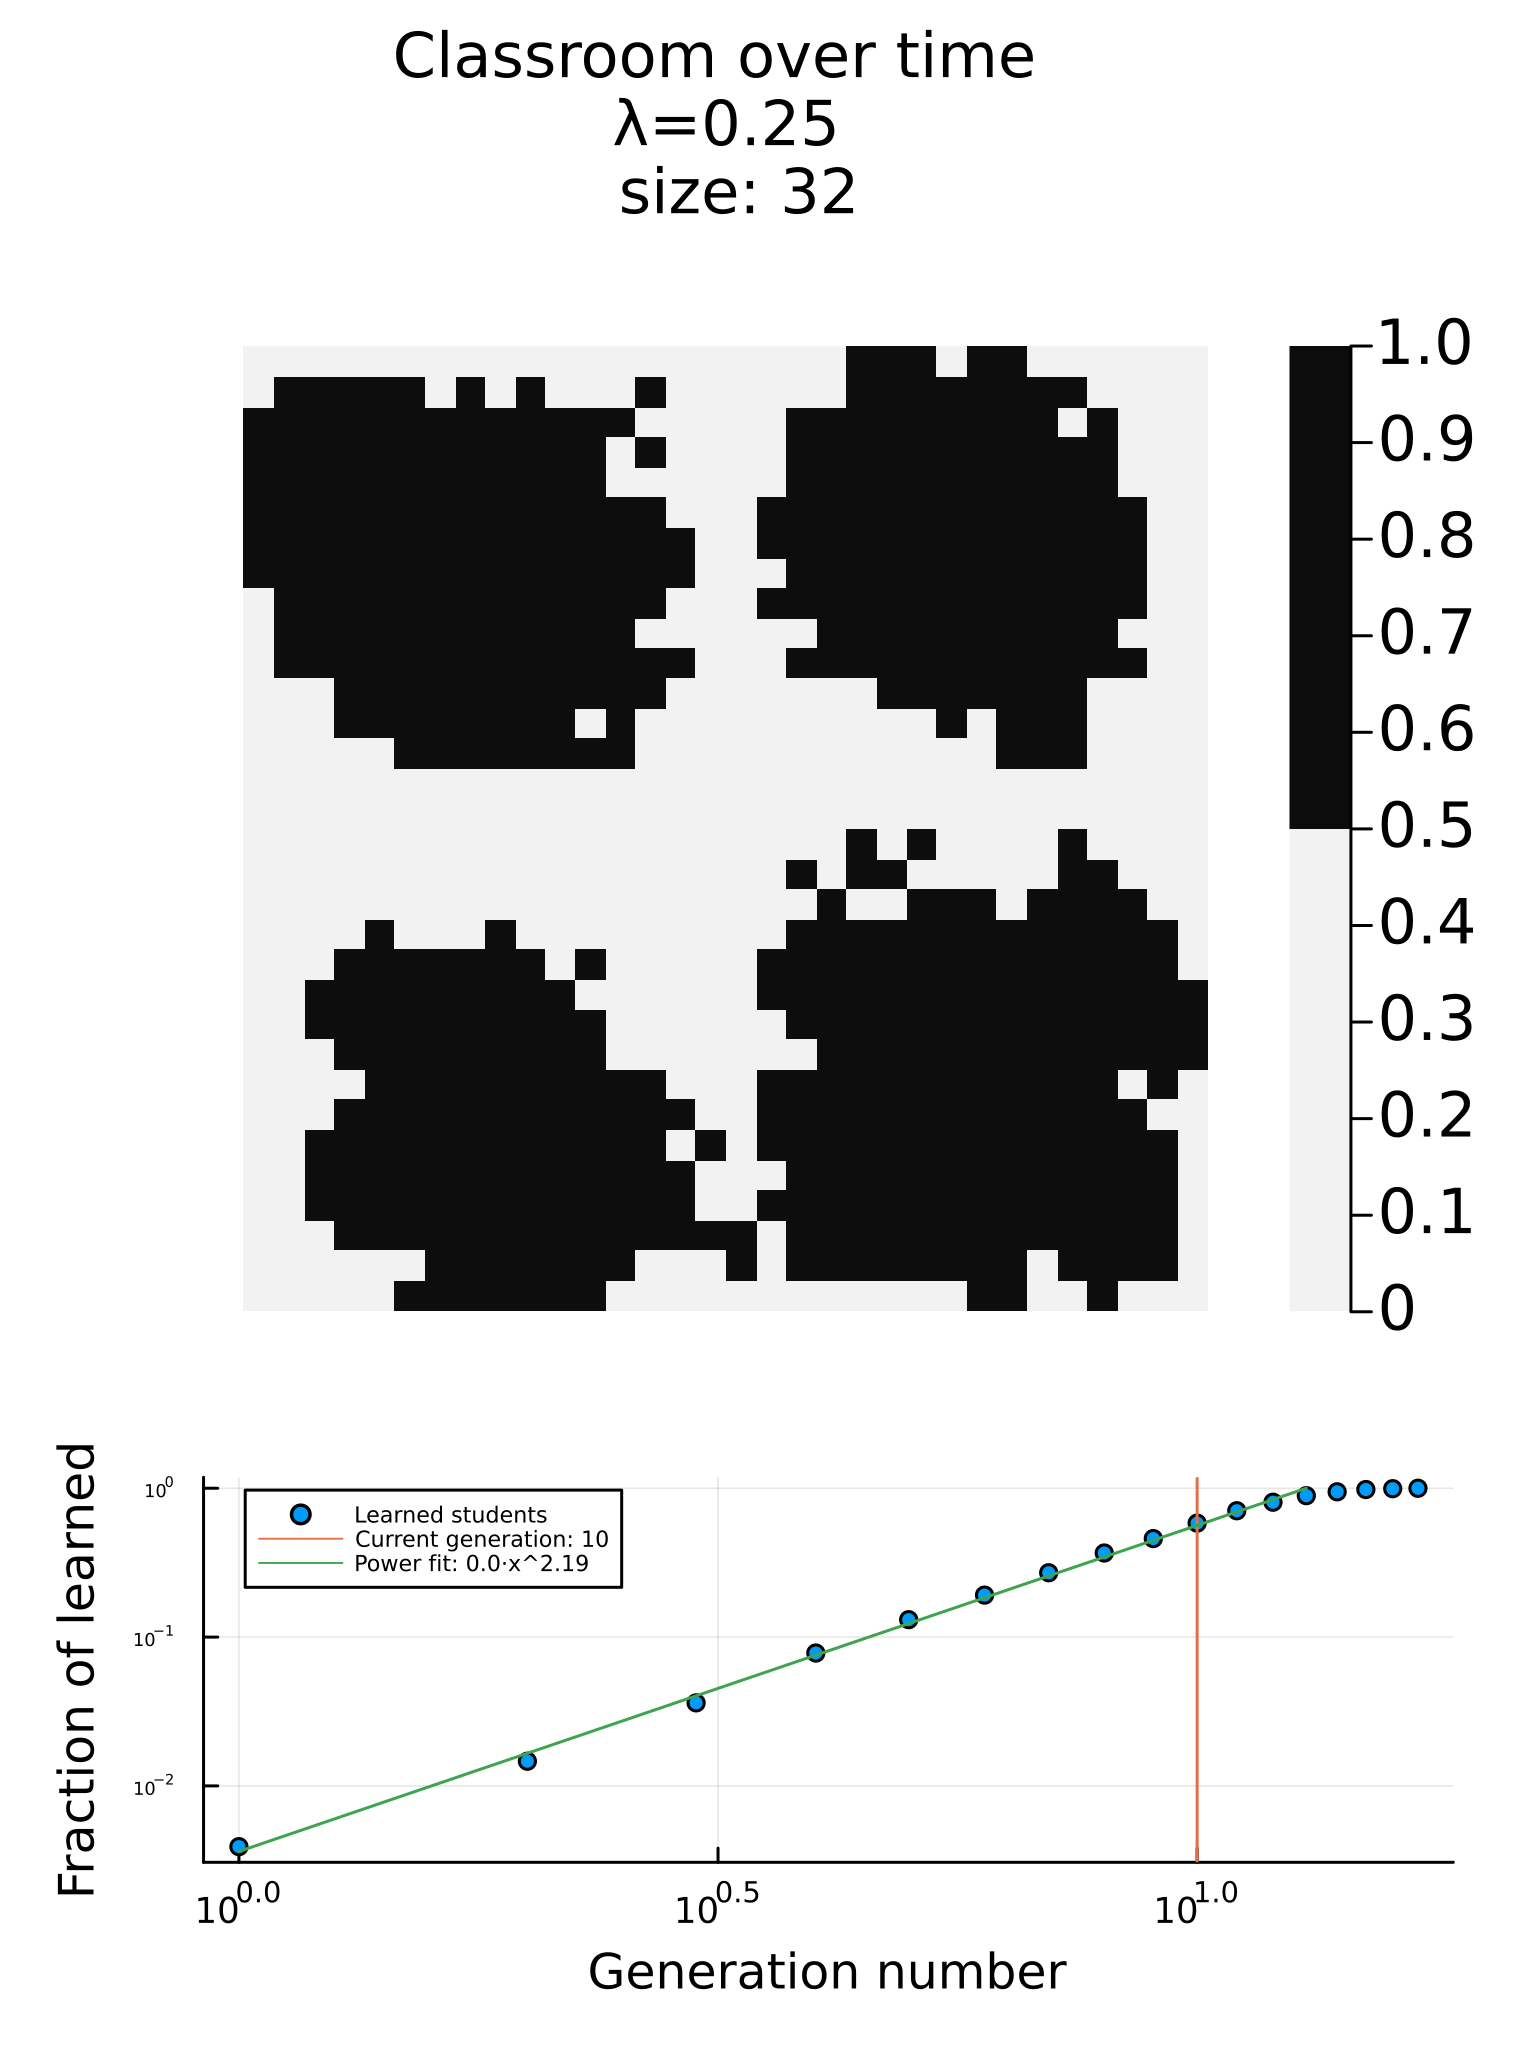 Classroom over time
λ=0.25
size: 32
1.0
0.9
0.8
0.7
0.6
0.5
0.4
0.3
0.2
0.1
0
Fraction of learned
10⁰
10⁻¹
10⁻²
Learned students
Current generation: 10
Power fit: 0.0·x^2.19
10^0.0
10^0.5
10^1.0
Generation number